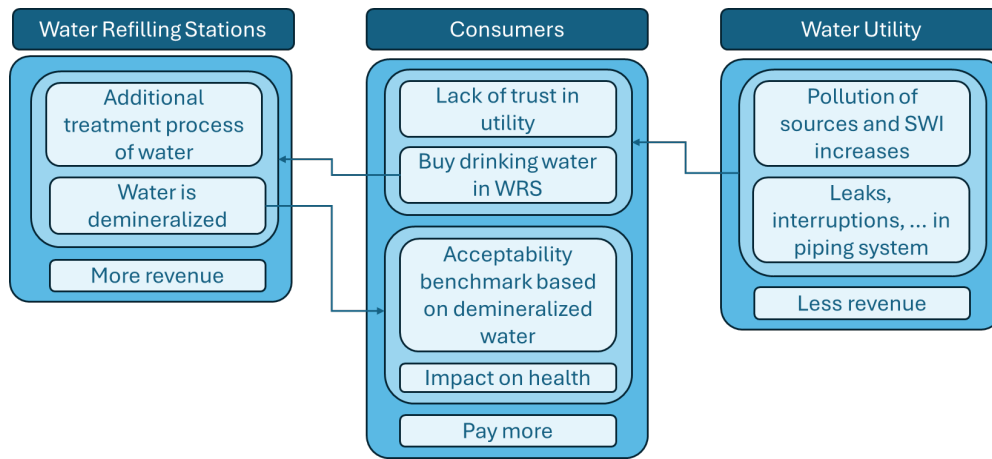 Water Refilling Stations
Additional
treatment process
of water
Water is
demineralized
More revenue
Consumers
Lack of trust in
utility
Buy drinking water
in WRS
Acceptability
benchmark based
on demineralized
water
Impact on health
Pay more
Water Utility
Pollution of
sources and SWI
increases
Leaks,
interruptions, ... in
piping system
Less revenue